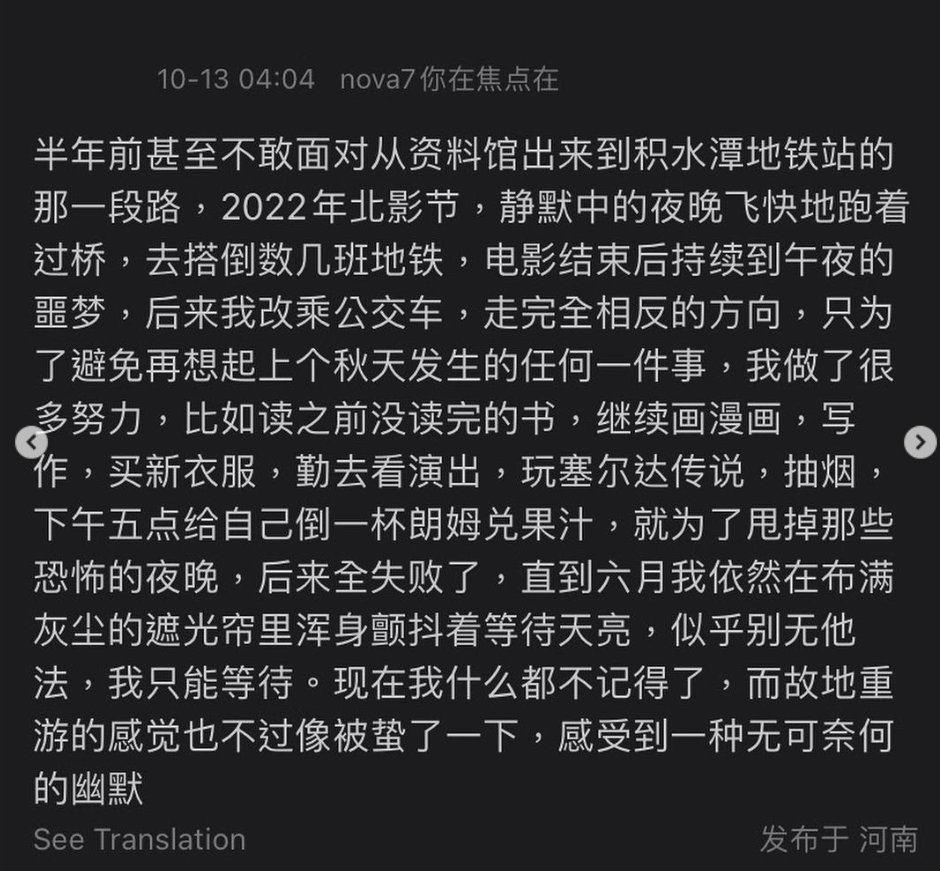 10-13 04:04 nova7你在焦点在
半年前甚至不敢面对从资料馆出来到积水潭地铁站的
那一段路，2022年北影节，静默中的夜晚飞快地跑着
过桥，去搭倒数几班地铁，电影结束后持续到午夜的
噩梦，后来我改乘公交车，走完全相反的方向，只为
了避免再想起上个秋天发生的任何一件事，我做了很
多努力，比如读之前没读完的书，继续画漫画，写
作，买新衣服，勤去看演出，玩塞尔达传说，抽烟，
下午五点给自己倒一杯朗姆兑果汁，就为了甩掉那些
恐怖的夜晚，后来全失败了，直到六月我依然在布满
灰尘的遮光帘里浑身颤抖着等待天亮，似乎别无他
法，我只能等待。现在我什么都不记得了，而故地重
游的感觉也不过像被蛰了一下，感受到一种无可奈何
的幽默
See Translation 发布于 河南